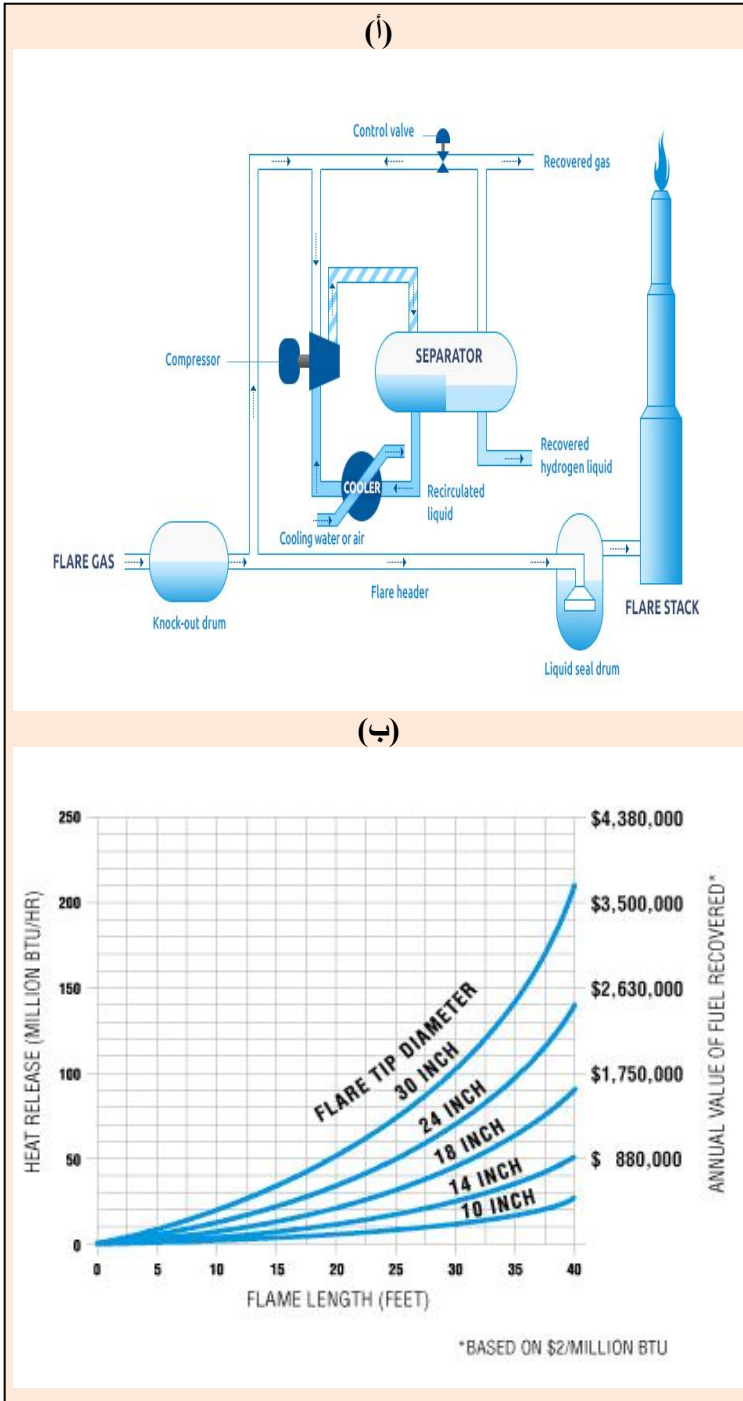 (أ)
Control valve
Recovered gas
Compressor
SEPARATOR
Recovered
hydrogen liquid
COOLER
Recirculated
liquid
Cooling water or air
FLARE GAS
Knock-out drum
Flare header
Liquid seal drum
FLARE STACK
(ب)
HEAT RELEASE (MILLION BTU/HR)
250
200
150
100
50
0
$4,380,000
$3,500,000
$2,630,000
$1,750,000
$ 880,000
ANNUAL VALUE OF FUEL RECOVERED*
FLARE TIP DIAMETER
30 INCH
24 INCH
18 INCH
14 INCH
10 INCH
0 5 10 15 20 25 30 35 40
FLAME LENGTH (FEET)
*BASED ON $2/MILLION BTU